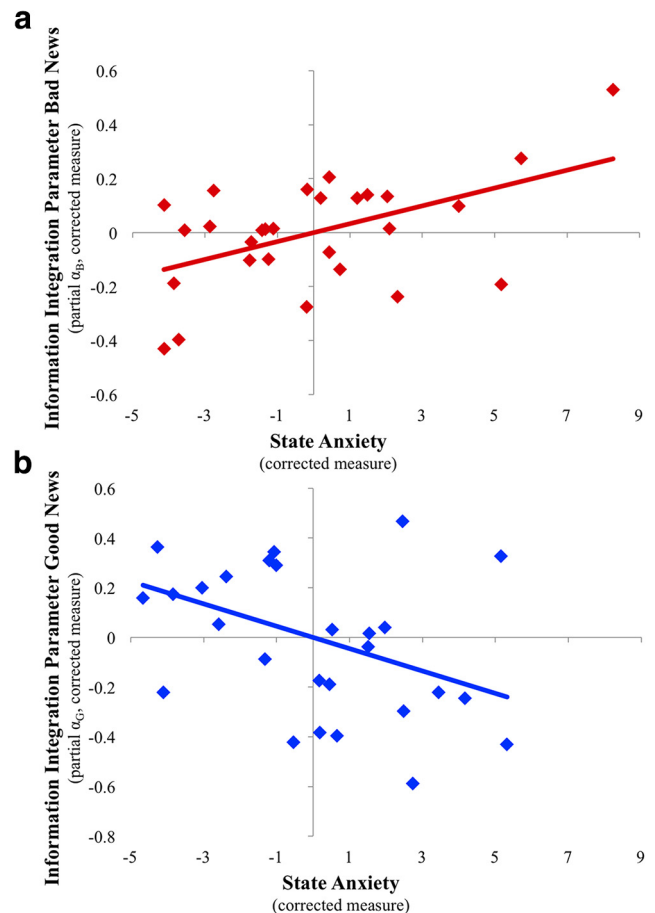 a
Information Integration Parameter Bad News
(partial αB, corrected measure)
0.6
0.4
0.2
0
-0.2
-0.4
-0.6
-5 -3 -1 1 3 5 7 9
State Anxiety
(corrected measure)
b
Information Integration Parameter Good News
(partial αG, corrected measure)
0.6
0.4
0.2
0
-0.2
-0.4
-0.6
-0.8
-5 -3 -1 1 3 5 7 9
State Anxiety
(corrected measure)